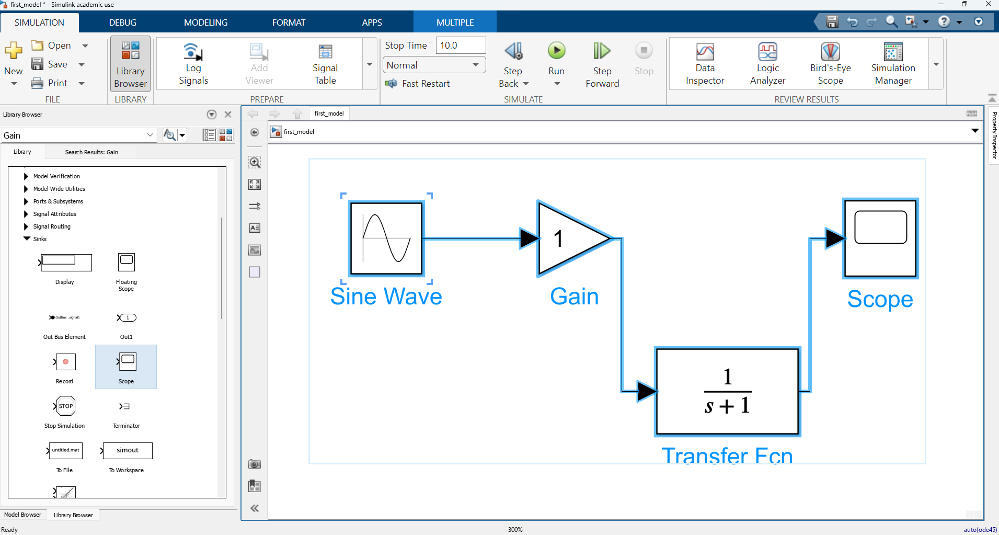 first_model * - Simulink academic use
SIMULATION
DEBUG
MODELING
FORMAT
APPS
MULTIPLE
New
Open
Save
Print
FILE
Library
Browser
LIBRARY
Log
Signals
Add
Viewer
Signal
Table
PREPARE
Stop Time 10.0
Normal
Fast Restart
Step
Back
Run
Step
Forward
Stop
SIMULATE
Data
Inspector
Logic
Analyzer
Bird's-Eye
Scope
Simulation
Manager
REVIEW RESULTS
Library Browser
Gain
Library
Search Results: Gain
Model Verification
Model-Wide Utilities
Ports & Subsystems
Signal Attributes
Signal Routing
Sinks
Display
Floating
Scope
OutBus . signal1
Out Bus Element
1
Out1
Record
Scope
STOP
Stop Simulation
Terminator
untitled.mat
To File
simout
To Workspace
Model Browser
Library Browser
first_model
first_model
Sine Wave
1
Gain
Scope
1
s + 1
Transfer Fcn
Property Inspector
Ready
300%
auto(ode45)